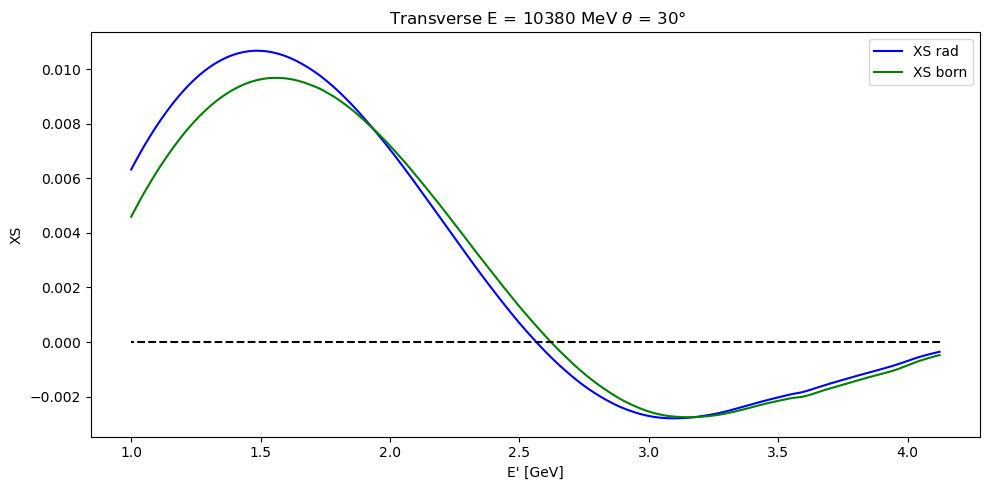 Transverse E = 10380 MeV θ = 30°
XS rad
XS born
XS
0.010
0.008
0.006
0.004
0.002
0.000
−0.002
1.0 1.5 2.0 2.5 3.0 3.5 4.0
E' [GeV]